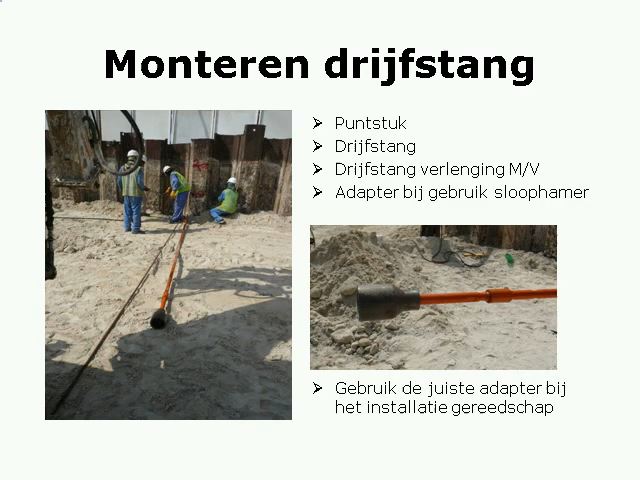 Monteren drijfstang
➢ Puntstuk
➢ Drijfstang
➢ Drijfstang verlenging M/V
➢ Adapter bij gebruik sloophamer
➢ Gebruik de juiste adapter bij
het installatie gereedschap